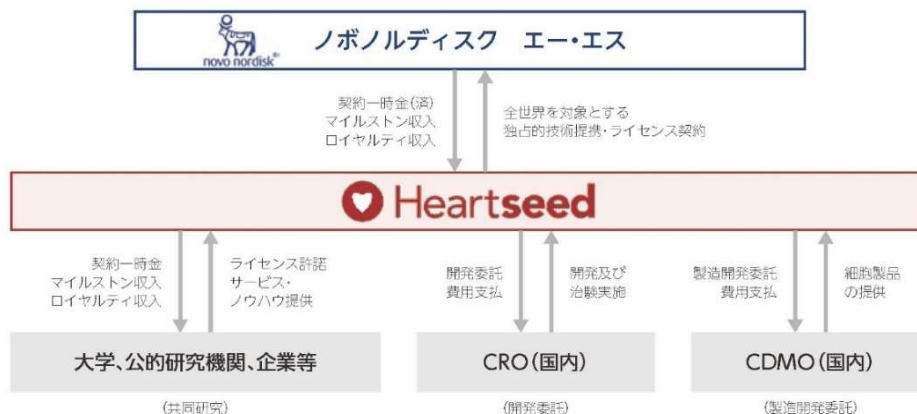 novo nordisk®
ノボノルディスク エー・エス
契約一時金(済)
マイルストン収入
ロイヤルティ収入
全世界を対象とする
独占的技術提携・ライセンス契約
Heartseed
契約一時金
マイルストン収入
ロイヤルティ収入
ライセンス許諾
サービス・
ノウハウ提供
開発委託
費用支払
開発及び
治験実施
製造開発委託
費用支払
細胞製品
の提供
大学、公的研究機関、企業等
CRO(国内)
CDMO(国内)
(共同研究)
(開発委託)
(製造開発委託)